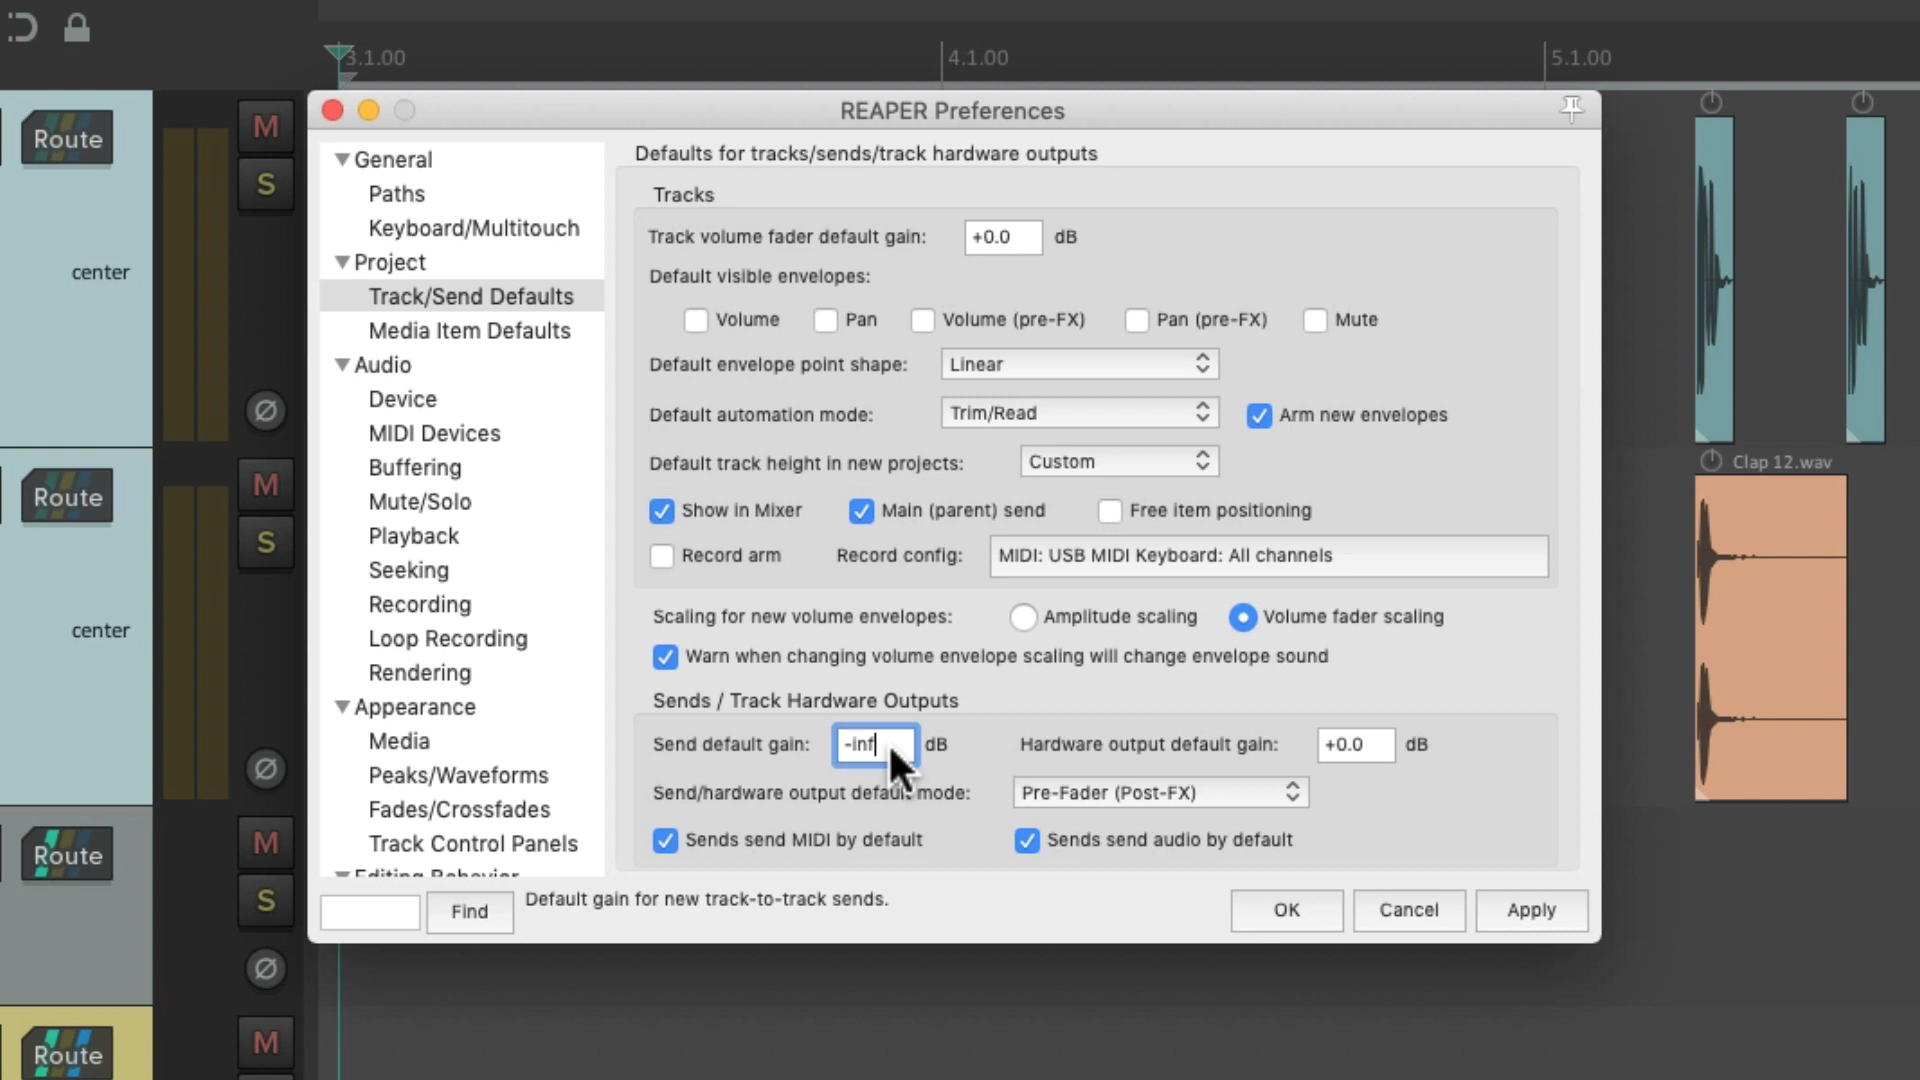 3.1.00
4.1.00
5.1.00
REAPER Preferences
Route
M
S
center
Route
M
S
center
Route
M
S
Route
M
General
Paths
Keyboard/Multitouch
Project
Track/Send Defaults
Media Item Defaults
Audio
Device
MIDI Devices
Buffering
Mute/Solo
Playback
Seeking
Recording
Loop Recording
Rendering
Appearance
Media
Peaks/Waveforms
Fades/Crossfades
Track Control Panels
Editing Behavior
Find
Defaults for tracks/sends/track hardware outputs
Tracks
Track volume fader default gain: +0.0 dB
Default visible envelopes:
Volume Pan Volume (pre-FX) Pan (pre-FX) Mute
Default envelope point shape: Linear
Default automation mode: Trim/Read Arm new envelopes
Default track height in new projects: Custom
Show in Mixer Main (parent) send Free item positioning
Record arm Record config: MIDI: USB MIDI Keyboard: All channels
Scaling for new volume envelopes: Amplitude scaling Volume fader scaling
Warn when changing volume envelope scaling will change envelope sound
Sends / Track Hardware Outputs
Send default gain: -inf dB Hardware output default gain: +0.0 dB
Send/hardware output default mode: Pre-Fader (Post-FX)
Sends send MIDI by default Sends send audio by default
Default gain for new track-to-track sends.
OK Cancel Apply
Clap 12.wav